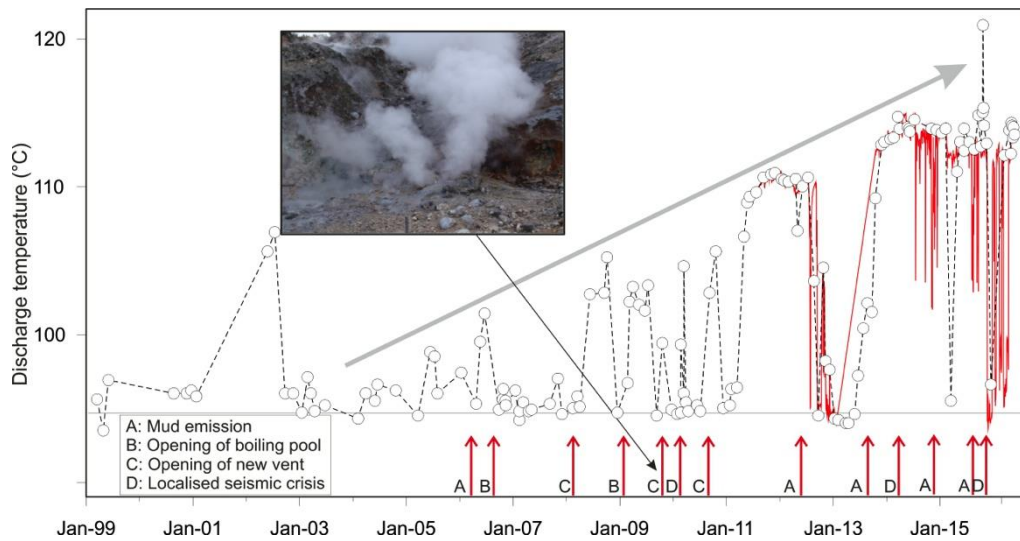 120
110
100
Discharge temperature (°C)
A: Mud emission
B: Opening of boiling pool
C: Opening of new vent
D: Localised seismic crisis
A B C B C D C A A D A A D
Jan-99 Jan-01 Jan-03 Jan-05 Jan-07 Jan-09 Jan-11 Jan-13 Jan-15